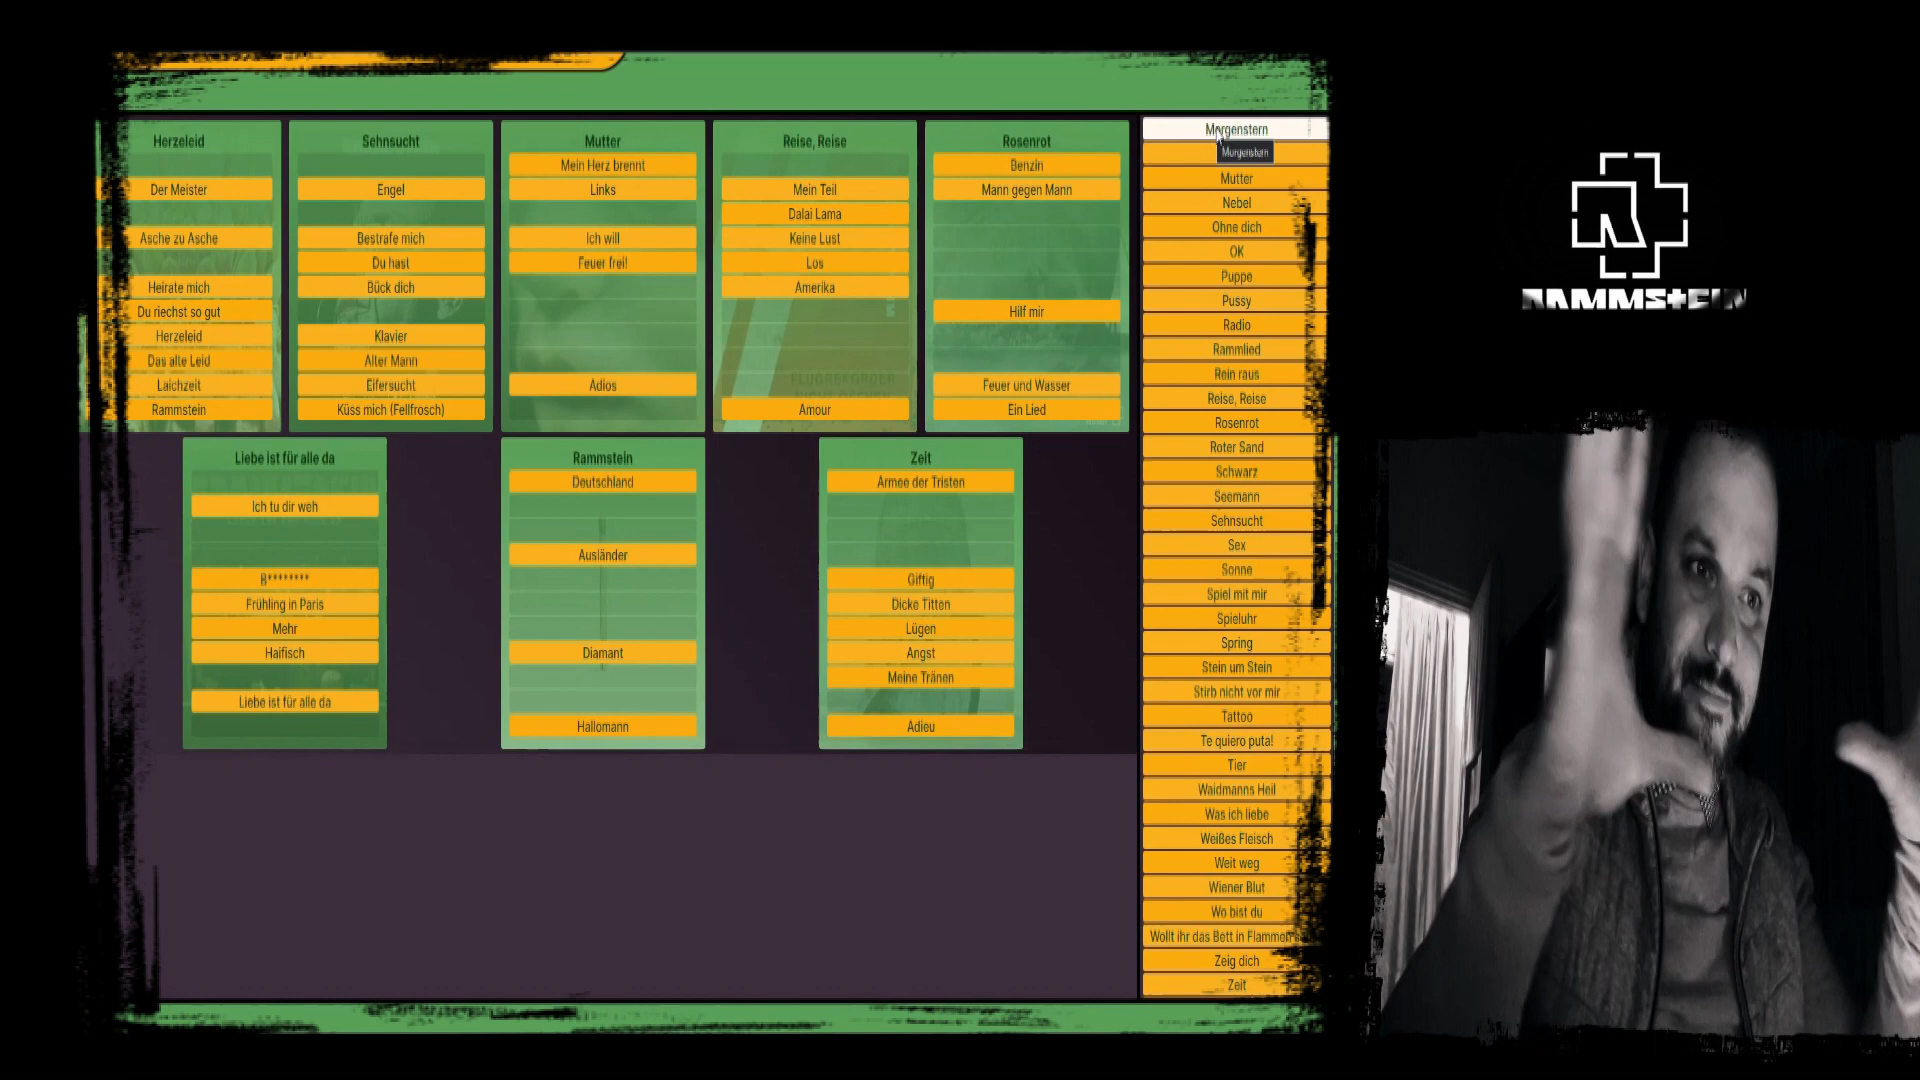 Herzeleid
Der Meister
Asche zu Asche
Heirate mich
Du riechst so gut
Herzeleid
Das alte Leid
Laichzeit
Rammstein
Sehnsucht
Engel
Bestrafe mich
Du hast
Bück dich
Klavier
Alter Mann
Eifersucht
Küss mich (Fellfrosch)
Mutter
Mein Herz brennt
Links
Ich will
Feuer frei!
Adios
Reise, Reise
Mein Teil
Dalai Lama
Keine Lust
Los
Amerika
Amour
Rosenrot
Benzin
Mann gegen Mann
Hilf mir
Feuer und Wasser
Ein Lied
Liebe ist für alle da
Ich tu dir weh
B********
Frühling in Paris
Mehr
Haifisch
Liebe ist für alle da
Rammstein
Deutschland
Ausländer
Diamant
Hallomann
Zeit
Armee der Tristen
Giftig
Dicke Titten
Lügen
Angst
Meine Tränen
Adieu
Morgenstern
Morgenstern
Mutter
Nebel
Ohne dich
OK
Puppe
Pussy
Radio
Rammlied
Rein raus
Reise, Reise
Rosenrot
Roter Sand
Schwarz
Seemann
Sehnsucht
Sex
Sonne
Spiel mit mir
Spieluhr
Spring
Stein um Stein
Stirb nicht vor mir
Tattoo
Te quiero puta!
Tier
Waidmanns Heil
Was ich liebe
Weißes Fleisch
Weit weg
Wiener Blut
Wo bist du
Wollt ihr das Bett in Flammen
Zeig dich
Zeit
RAMMSTEIN